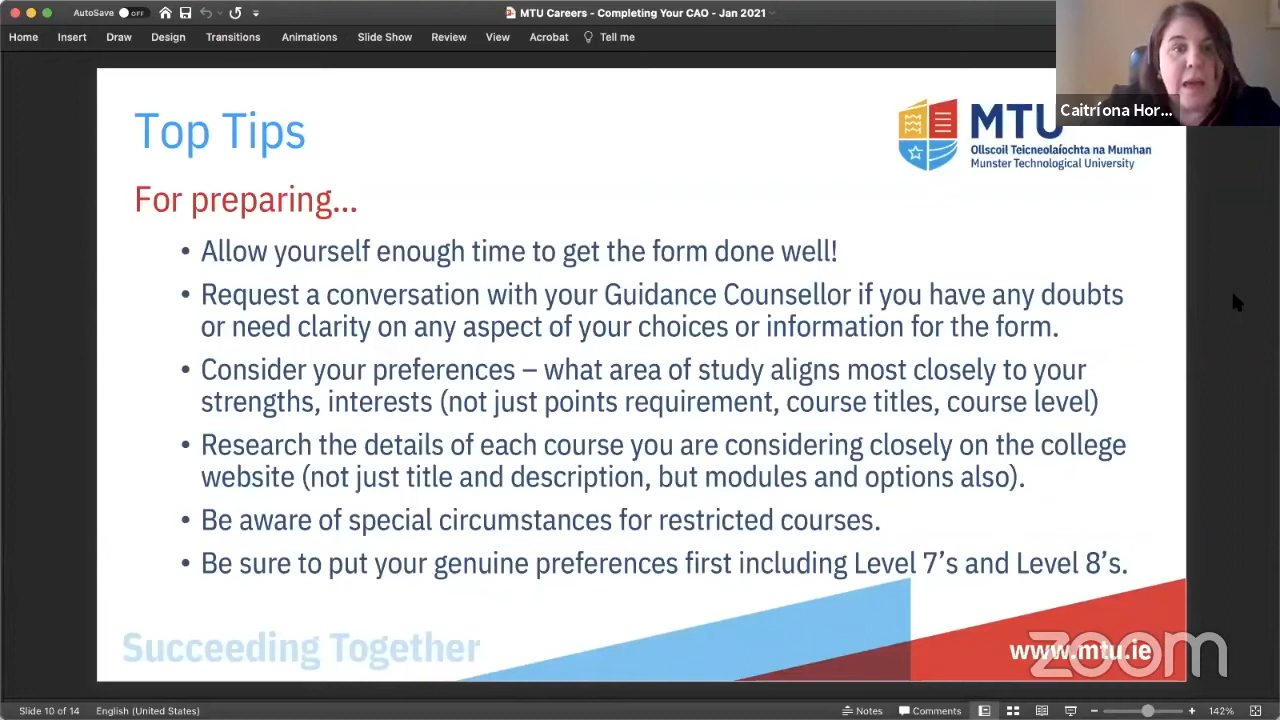 AutoSave OFF
MTU Careers - Completing Your CAO - Jan 2021
Home Insert Draw Design Transitions Animations Slide Show Review View Acrobat Tell me
Caitríona Hor...
Top Tips
MTU
Ollscoil Teicneolaíochta na Mumhan
Munster Technological University
For preparing...
• Allow yourself enough time to get the form done well!
• Request a conversation with your Guidance Counsellor if you have any doubts
or need clarity on any aspect of your choices or information for the form.
• Consider your preferences – what area of study aligns most closely to your
strengths, interests (not just points requirement, course titles, course level)
• Research the details of each course you are considering closely on the college
website (not just title and description, but modules and options also).
• Be aware of special circumstances for restricted courses.
• Be sure to put your genuine preferences first including Level 7’s and Level 8’s.
Succeeding Together
www.mtu.ie
zoom
Slide 10 of 14 English (United States) Notes Comments 142%